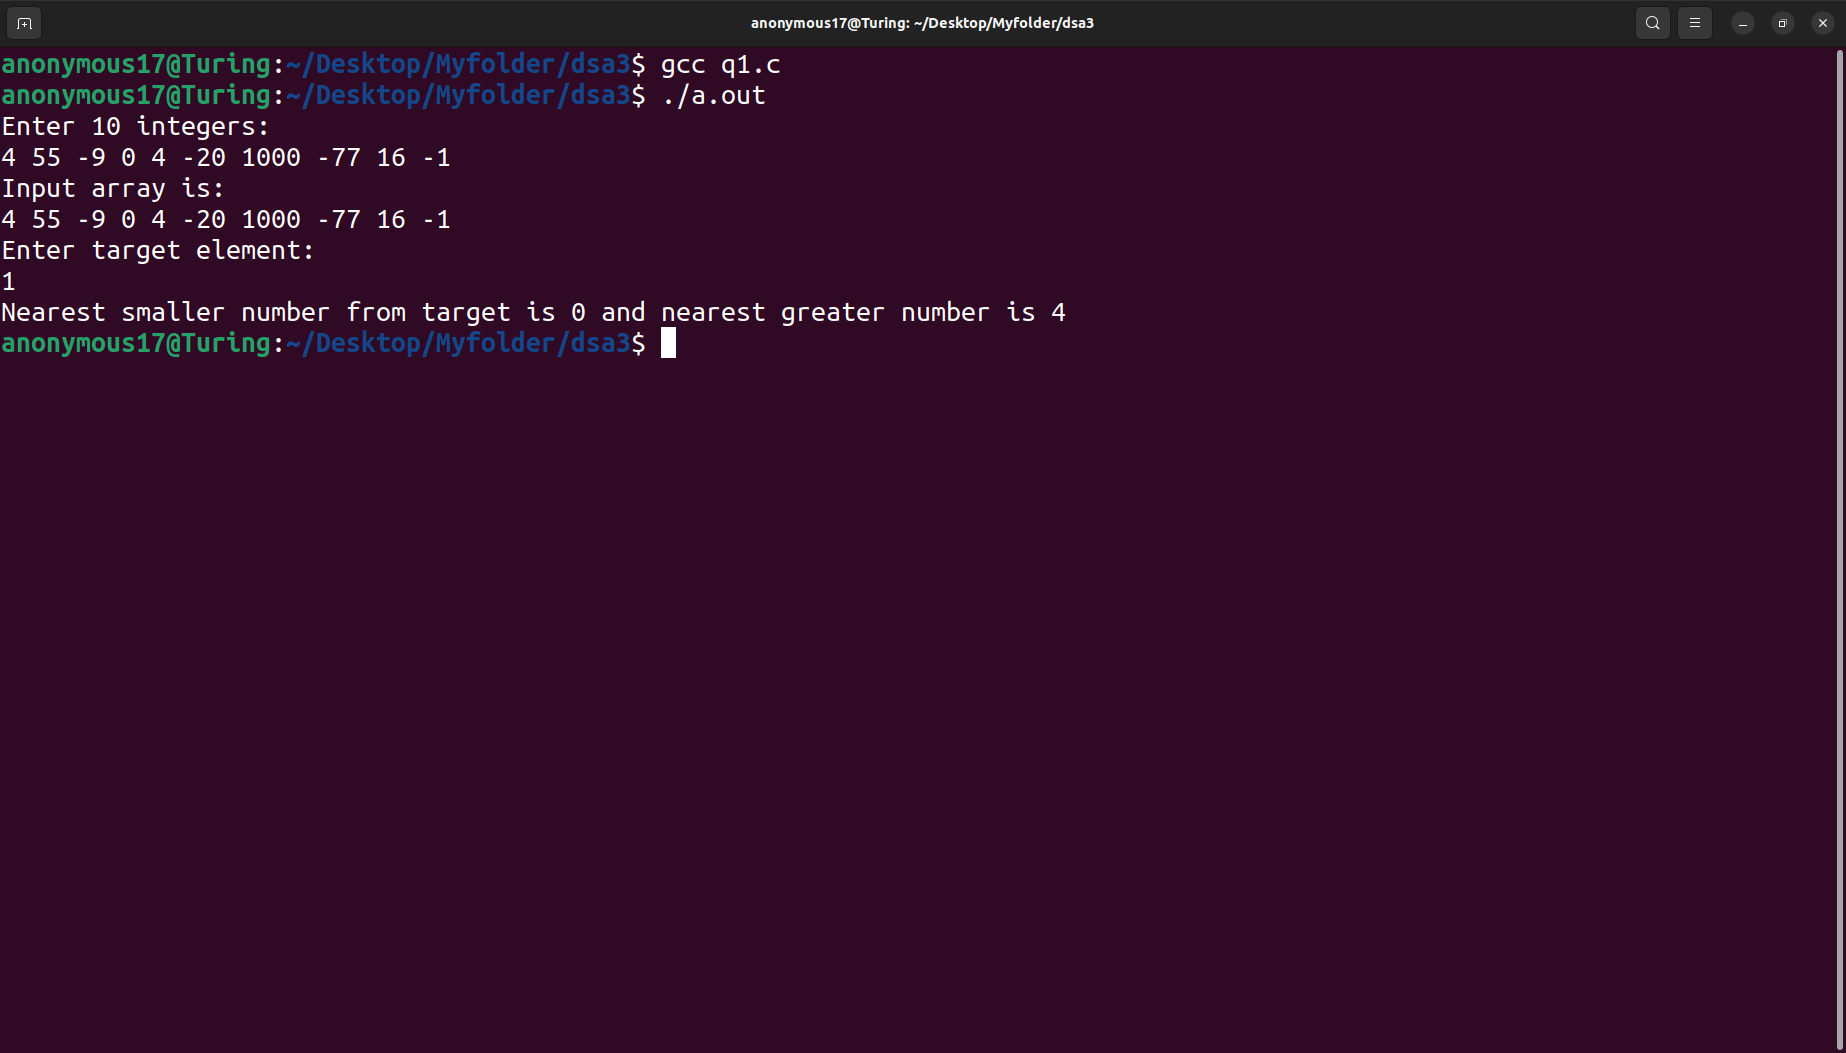 anonymous17@Turing: ~/Desktop/Myfolder/dsa3
anonymous17@Turing:~/Desktop/Myfolder/dsa3$ gcc q1.c
anonymous17@Turing:~/Desktop/Myfolder/dsa3$ ./a.out
Enter 10 integers:
4 55 -9 0 4 -20 1000 -77 16 -1
Input array is:
4 55 -9 0 4 -20 1000 -77 16 -1
Enter target element:
1
Nearest smaller number from target is 0 and nearest greater number is 4
anonymous17@Turing:~/Desktop/Myfolder/dsa3$